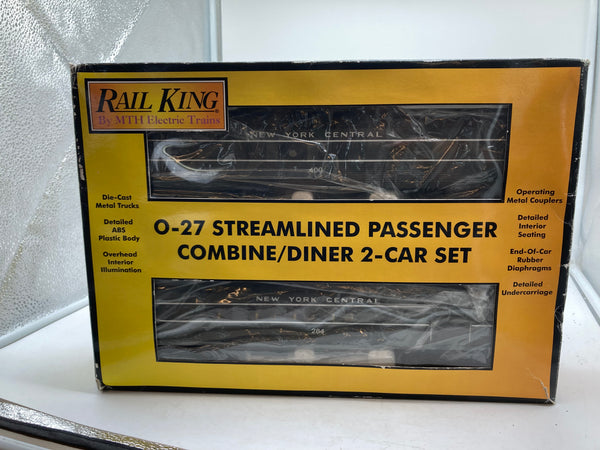 RAIL KING
By MTH Electric Trains
NEW YORK CENTRAL
400
Die-Cast
Metal Trucks
Detailed
ABS
Plastic Body
Overhead
Interior
Illumination
O-27 STREAMLINED PASSENGER
COMBINE/DINER 2-CAR SET
Operating
Metal Couplers
Detailed
Interior
Seating
End-Of-Car
Rubber
Diaphragms
Detailed
Undercarriage
NEW YORK CENTRAL
264